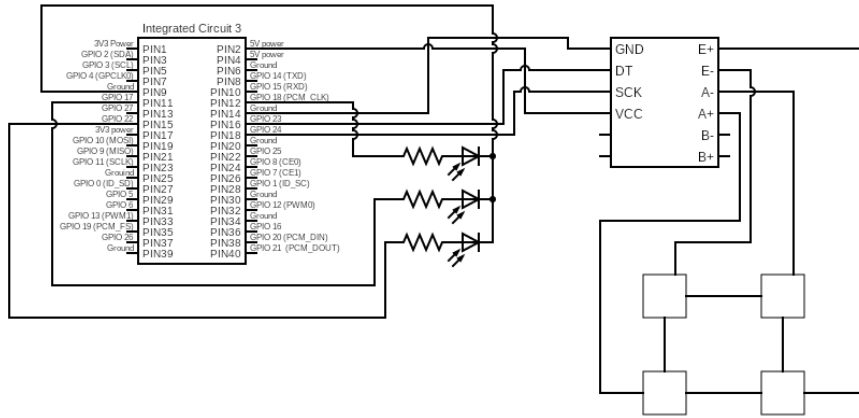 Integrated Circuit 3
3V3 Power PIN1 PIN2 5V power
GPIO 2 (SDA) PIN3 PIN4 5V power
GPIO 3 (SCL) PIN5 PIN6 Ground
GPIO 4 (GPCLK0) PIN7 PIN8 GPIO 14 (TXD)
Ground PIN9 PIN10 GPIO 15 (RXD)
GPIO 17 PIN11 PIN12 GPIO 18 (PCM_CLK)
GPIO 27 PIN13 PIN14 Ground
GPIO 22 PIN15 PIN16 GPIO 23
3V3 power PIN17 PIN18 GPIO 24
GPIO 10 (MOSI) PIN19 PIN20 Ground
GPIO 9 (MISO) PIN21 PIN22 GPIO 25
GPIO 11 (SCLK) PIN23 PIN24 GPIO 8 (CE0)
Ground PIN25 PIN26 GPIO 7 (CE1)
GPIO 0 (ID_SD) PIN27 PIN28 GPIO 1 (ID_SC)
GPIO 5 PIN29 PIN30 Ground
GPIO 6 PIN31 PIN32 GPIO 12 (PWM0)
GPIO 13 (PWM1) PIN33 PIN34 Ground
GPIO 19 (PCM_FS) PIN35 PIN36 GPIO 16
GPIO 26 PIN37 PIN38 GPIO 20 (PCM_DIN)
Ground PIN39 PIN40 GPIO 21 (PCM_DOUT)
GND E+
DT E-
SCK A-
VCC A+
B-
B+